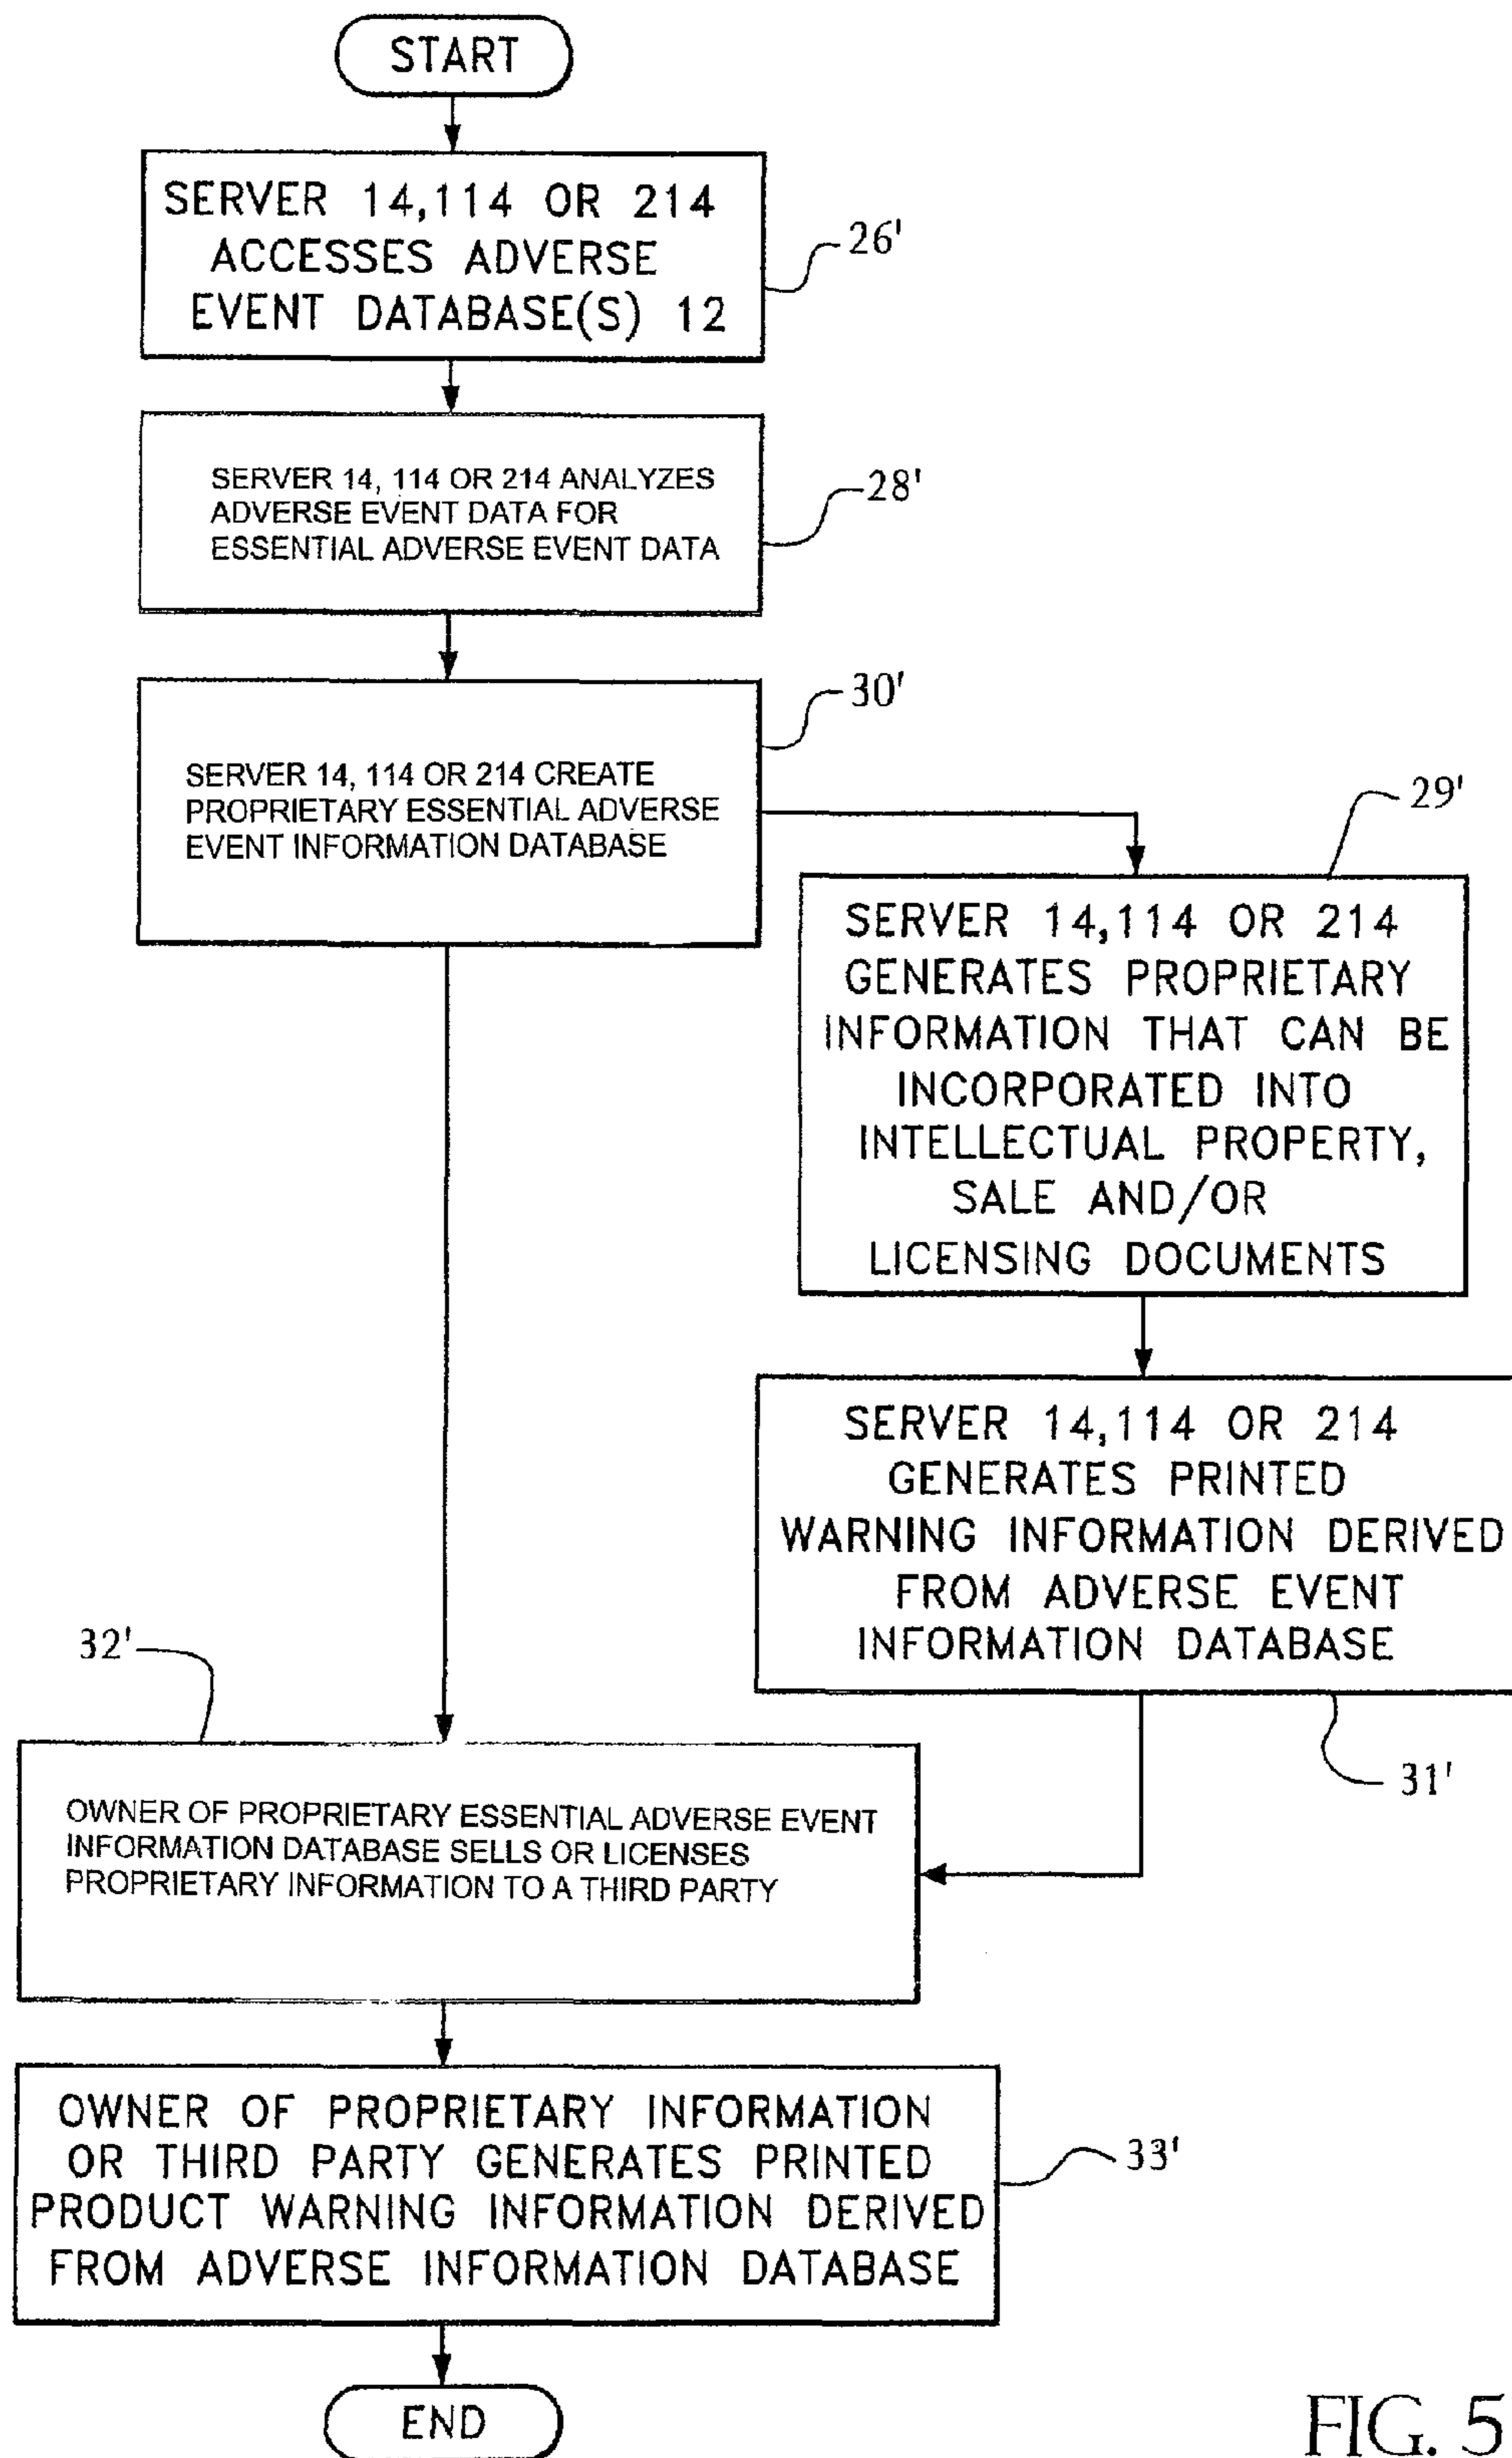 START
SERVER 14,114 OR 214
ACCESSES ADVERSE
EVENT DATABASE(S) 12
26'
SERVER 14, 114 OR 214 ANALYZES
ADVERSE EVENT DATA FOR
ESSENTIAL ADVERSE EVENT DATA
28'
30'
SERVER 14, 114 OR 214 CREATE
PROPRIETARY ESSENTIAL ADVERSE
EVENT INFORMATION DATABASE
29'
SERVER 14,114 OR 214
GENERATES PROPRIETARY
INFORMATION THAT CAN BE
INCORPORATED INTO
INTELLECTUAL PROPERTY,
SALE AND/OR
LICENSING DOCUMENTS
SERVER 14,114 OR 214
GENERATES PRINTED
WARNING INFORMATION DERIVED
FROM ADVERSE EVENT
INFORMATION DATABASE
31'
32'
OWNER OF PROPRIETARY ESSENTIAL ADVERSE EVENT
INFORMATION DATABASE SELLS OR LICENSES
PROPRIETARY INFORMATION TO A THIRD PARTY
OWNER OF PROPRIETARY INFORMATION
OR THIRD PARTY GENERATES PRINTED
PRODUCT WARNING INFORMATION DERIVED
FROM ADVERSE INFORMATION DATABASE
33'
END
FIG. 5